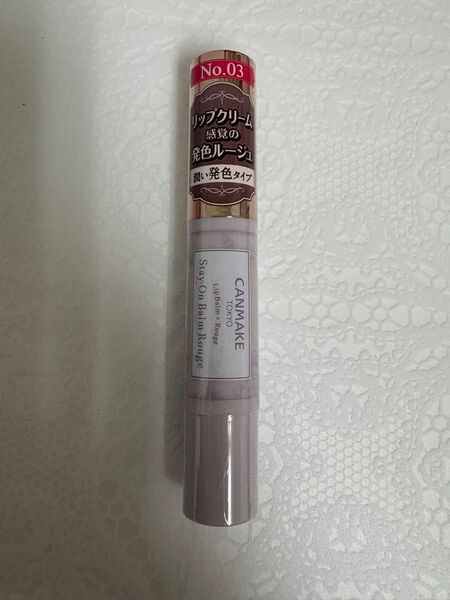 No.03
リップクリーム
感覚の
発色ルージュ
潤い発色タイプ
CANMAKE
TOKYO
Lip Balm × Rouge
Stay-On Balm Rouge